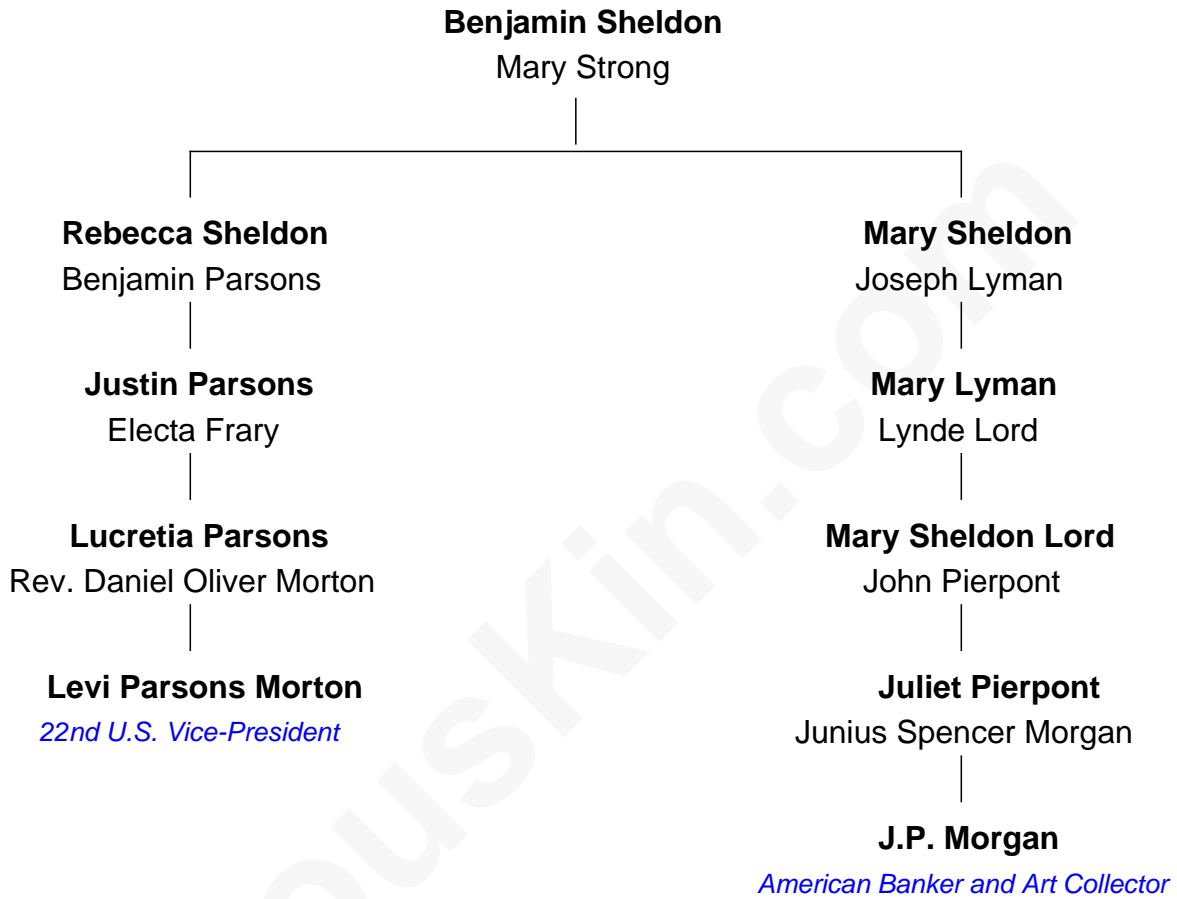 Benjamin Sheldon
Mary Strong
Rebecca Sheldon
Benjamin Parsons
Mary Sheldon
Joseph Lyman
Justin Parsons
Electa Frary
Mary Lyman
Lynde Lord
Lucretia Parsons
Rev. Daniel Oliver Morton
Mary Sheldon Lord
John Pierpont
Levi Parsons Morton
22nd U.S. Vice-President
Juliet Pierpont
Junius Spencer Morgan
J.P. Morgan
American Banker and Art Collector
ousKin.com